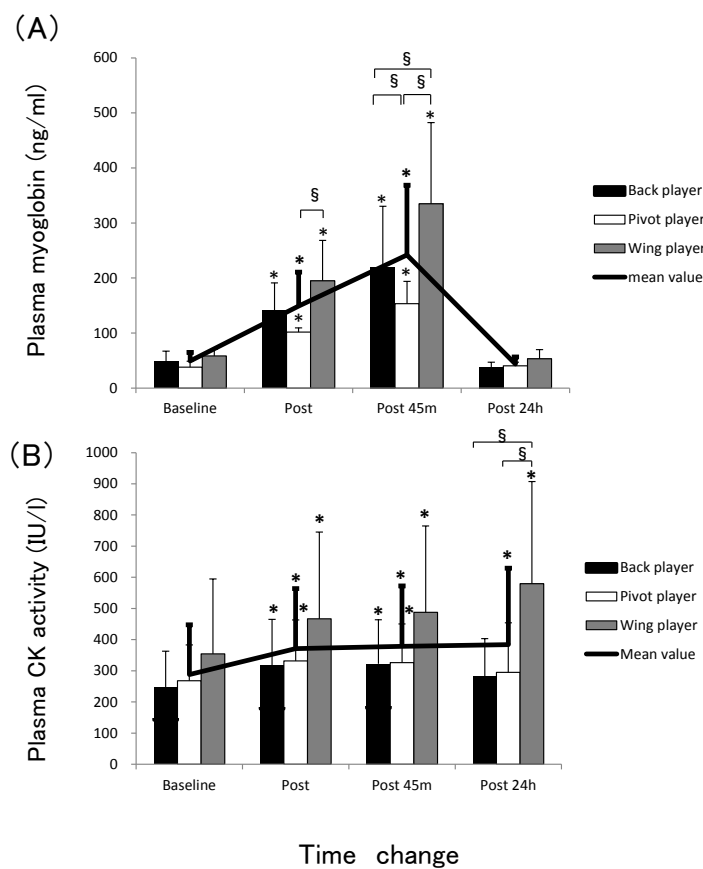 (A)
Plasma myoglobin (ng/ml)
600
500
400
300
200
100
0
§
§ §
*
* *
§
* *
*
*
*
Baseline Post Post 45m Post 24h
Back player
Pivot player
Wing player
mean value
(B)
Plasma CK activity (IU/l)
1000
900
800
700
600
500
400
300
200
100
0
§
§
*
* *
* * *
* * * *
*
Baseline Post Post 45m Post 24h
Back player
Pivot player
Wing player
Mean value
Time change